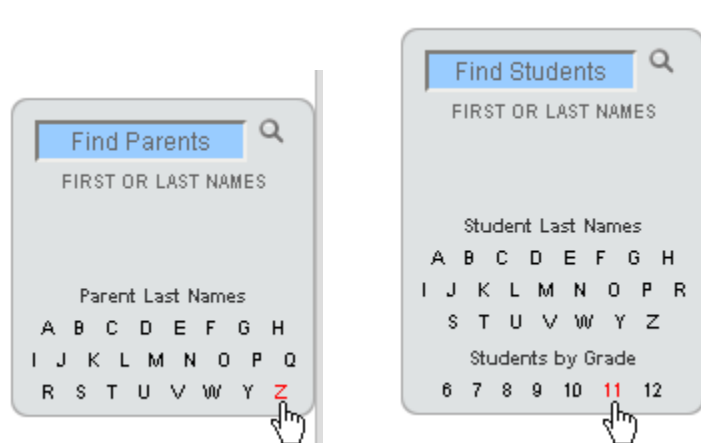 Find Parents
FIRST OR LAST NAMES
Parent Last Names
A B C D E F G H
I J K L M N O P Q
R S T U V W Y Z
Find Students
FIRST OR LAST NAMES
Student Last Names
A B C D E F G H
I J K L M N O P R
S T U V W Y Z
Students by Grade
6 7 8 9 10 11 12